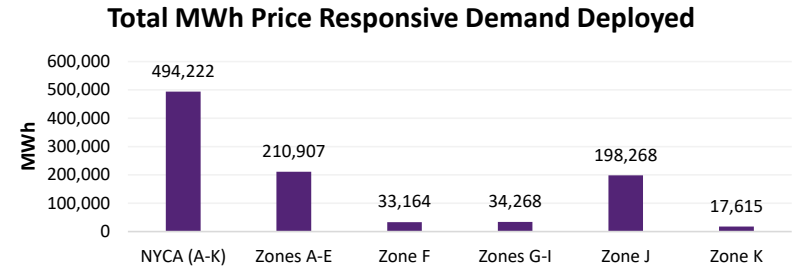 Total MWh Price Responsive Demand Deployed
MWh
600,000
500,000
400,000
300,000
200,000
100,000
0
494,222
210,907
33,164
34,268
198,268
17,615
NYCA (A-K)
Zones A-E
Zone F
Zones G-I
Zone J
Zone K